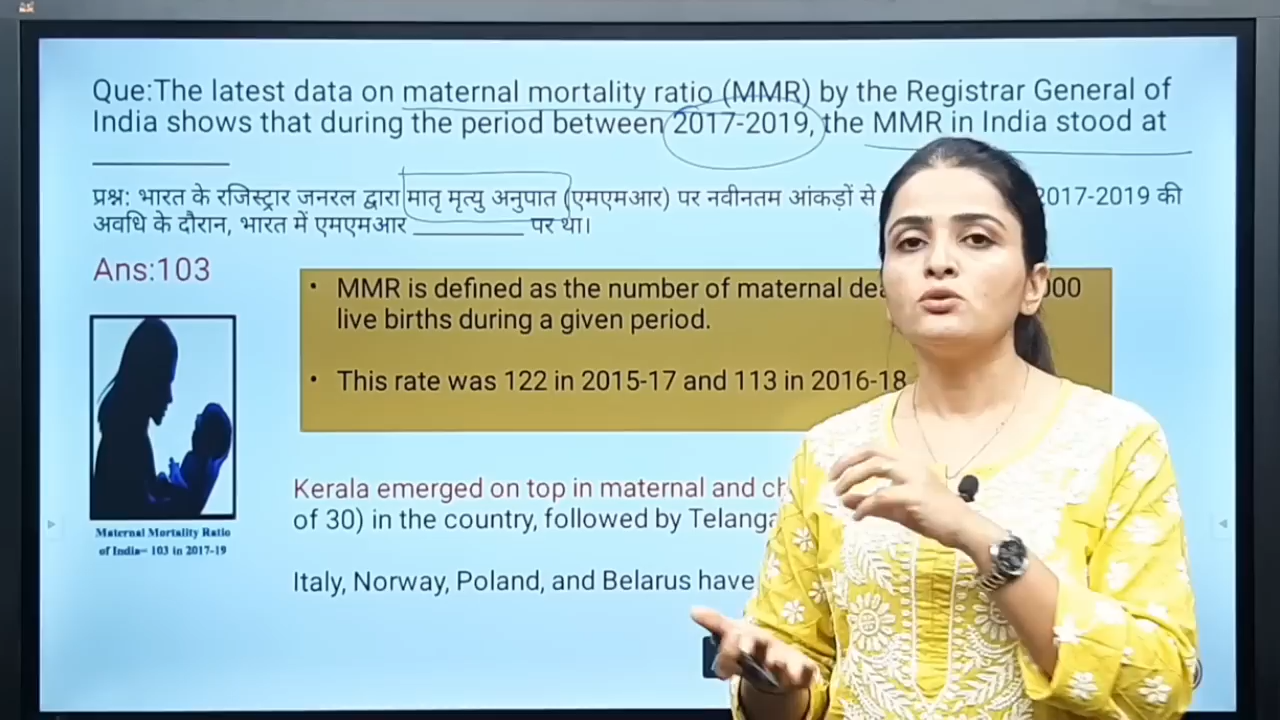 Que:The latest data on maternal mortality ratio (MMR) by the Registrar General of
India shows that during the period between 2017-2019, the MMR in India stood at
____________
प्रश्न: भारत के रजिस्ट्रार जनरल द्वारा मातृ मृत्यु अनुपात (एमएमआर) पर नवीनतम आंकड़ों से 2017-2019 की
अवधि के दौरान, भारत में एमएमआर __________ पर था।
Ans:103
• MMR is defined as the number of maternal 000
live births during a given period.
• This rate was 122 in 2015-17 and 113 in 2016-18
Maternal Mortality Ratio
of India= 103 in 2017-19
Kerala emerged on top in maternal and
of 30) in the country, followed by
Italy, Norway, Poland, and Belarus have